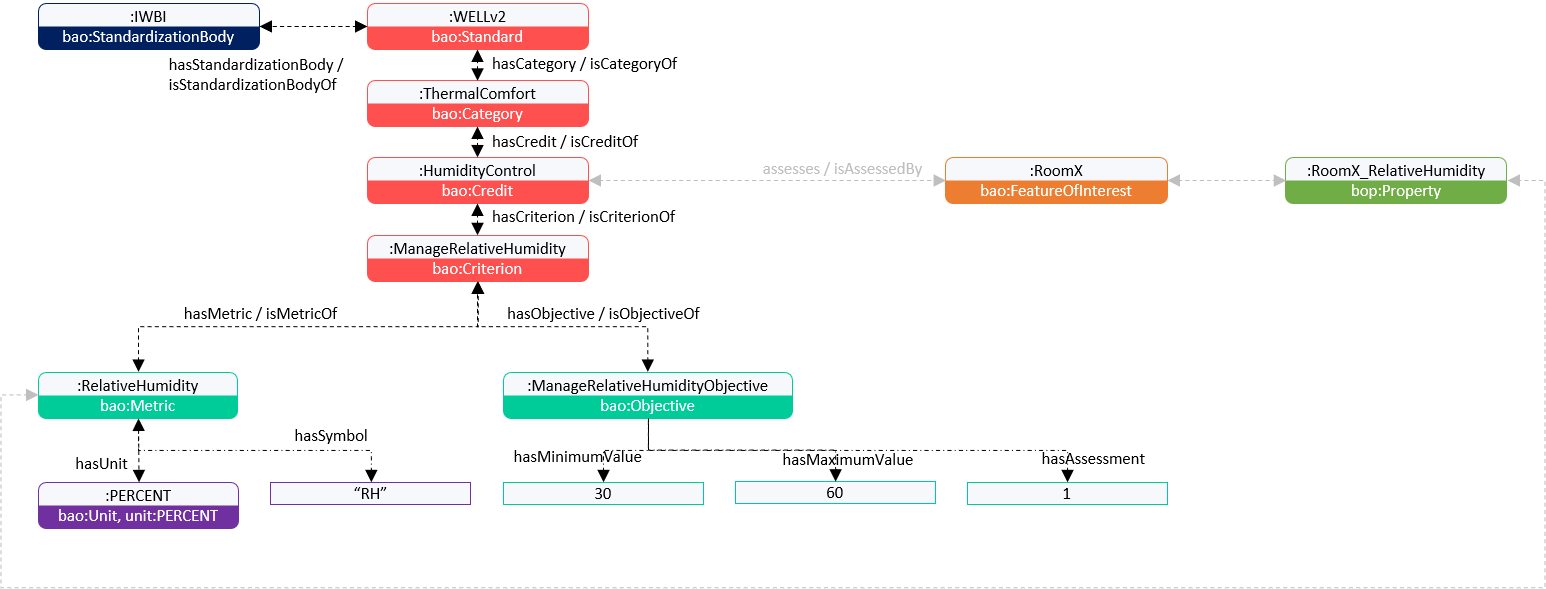 :IWBI
bao:StandardizationBody
:WELLv2
bao:Standard
hasStandardizationBody /
isStandardizationBodyOf
hasCategory / isCategoryOf
:ThermalComfort
bao:Category
hasCredit / isCreditOf
:HumidityControl
bao:Credit
assesses / isAssessedBy
:RoomX
bao:FeatureOfInterest
:RoomX_RelativeHumidity
bop:Property
hasCriterion / isCriterionOf
:ManageRelativeHumidity
bao:Criterion
hasMetric / isMetricOf
hasObjective / isObjectiveOf
:RelativeHumidity
bao:Metric
:ManageRelativeHumidityObjective
bao:Objective
hasSymbol
hasUnit
hasMinimumValue
hasMaximumValue
hasAssessment
:PERCENT
bao:Unit, unit:PERCENT
“RH”
30
60
1